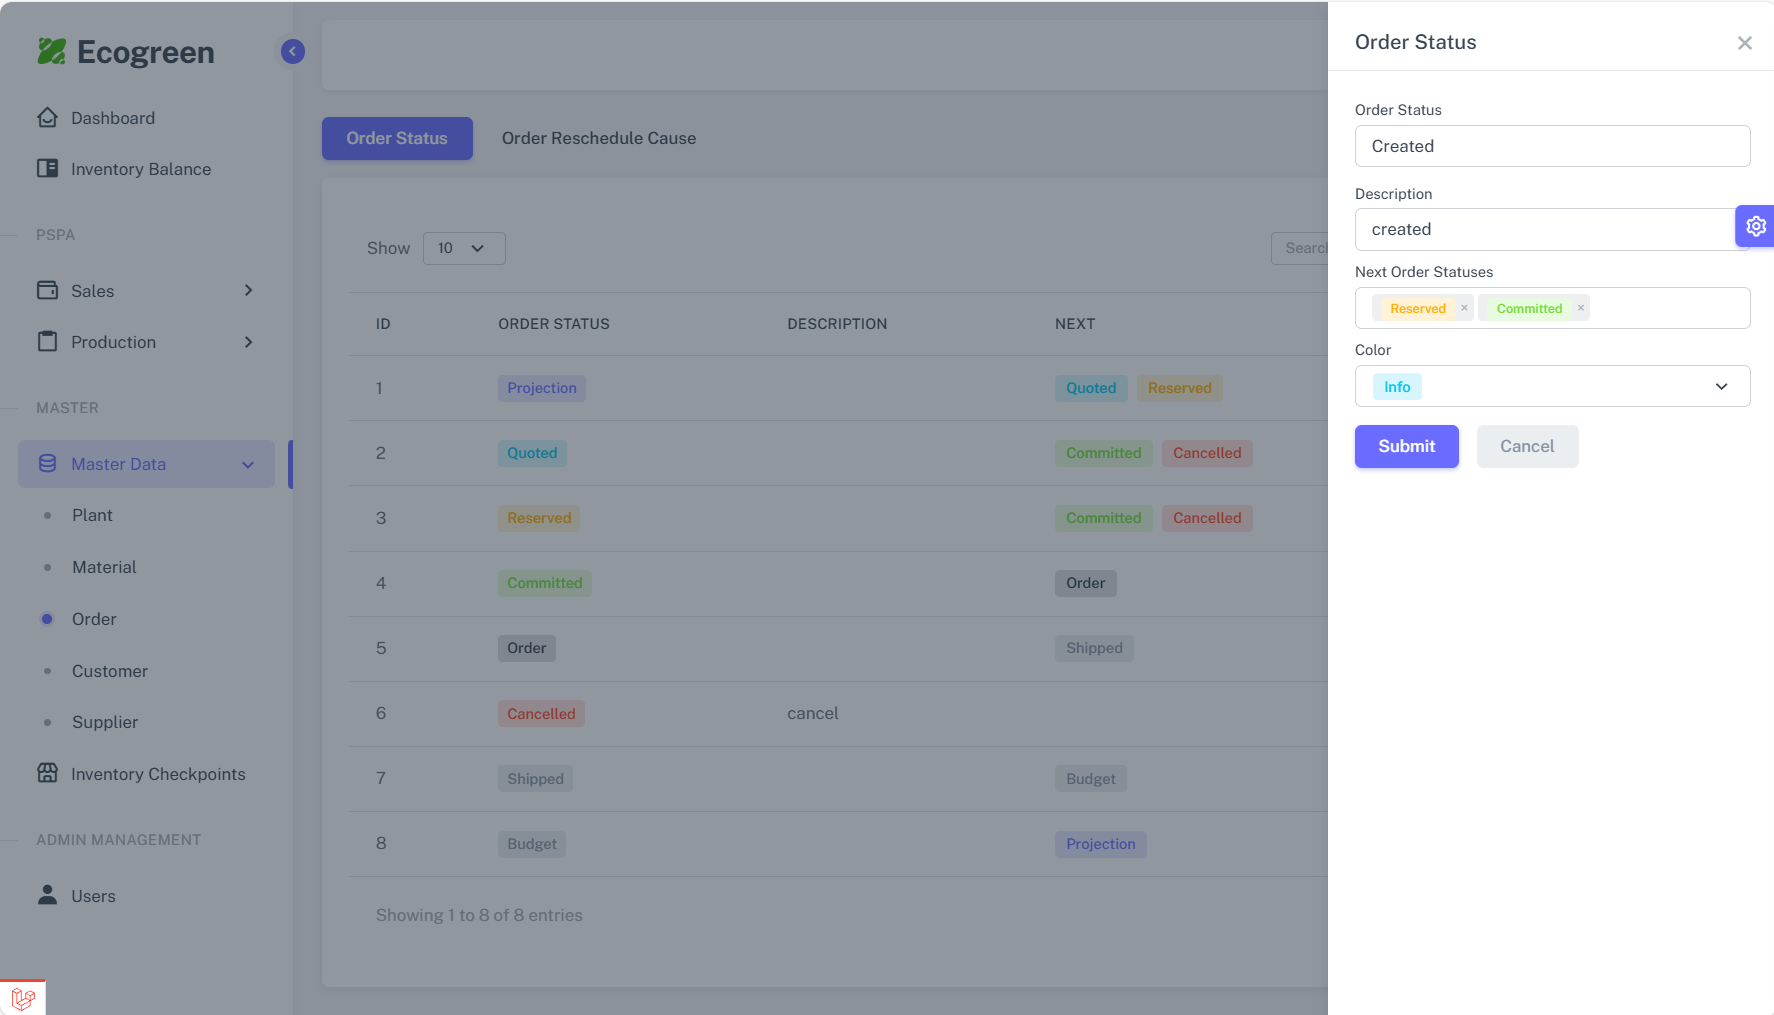 Ecogreen
Dashboard
Inventory Balance
PSPA
Sales
Production
MASTER
Master Data
Plant
Material
Order
Customer
Supplier
Inventory Checkpoints
ADMIN MANAGEMENT
Users
Order Status Order Reschedule Cause
Show 10 Search
ID ORDER STATUS DESCRIPTION NEXT
1 Projection Quoted Reserved
2 Quoted Committed Cancelled
3 Reserved Committed Cancelled
4 Committed Order
5 Order Shipped
6 Cancelled cancel
7 Shipped Budget
8 Budget Projection
Showing 1 to 8 of 8 entries
Order Status ×
Order Status
Created
Description
created
Next Order Statuses
Reserved × Committed ×
Color
Info
Submit Cancel